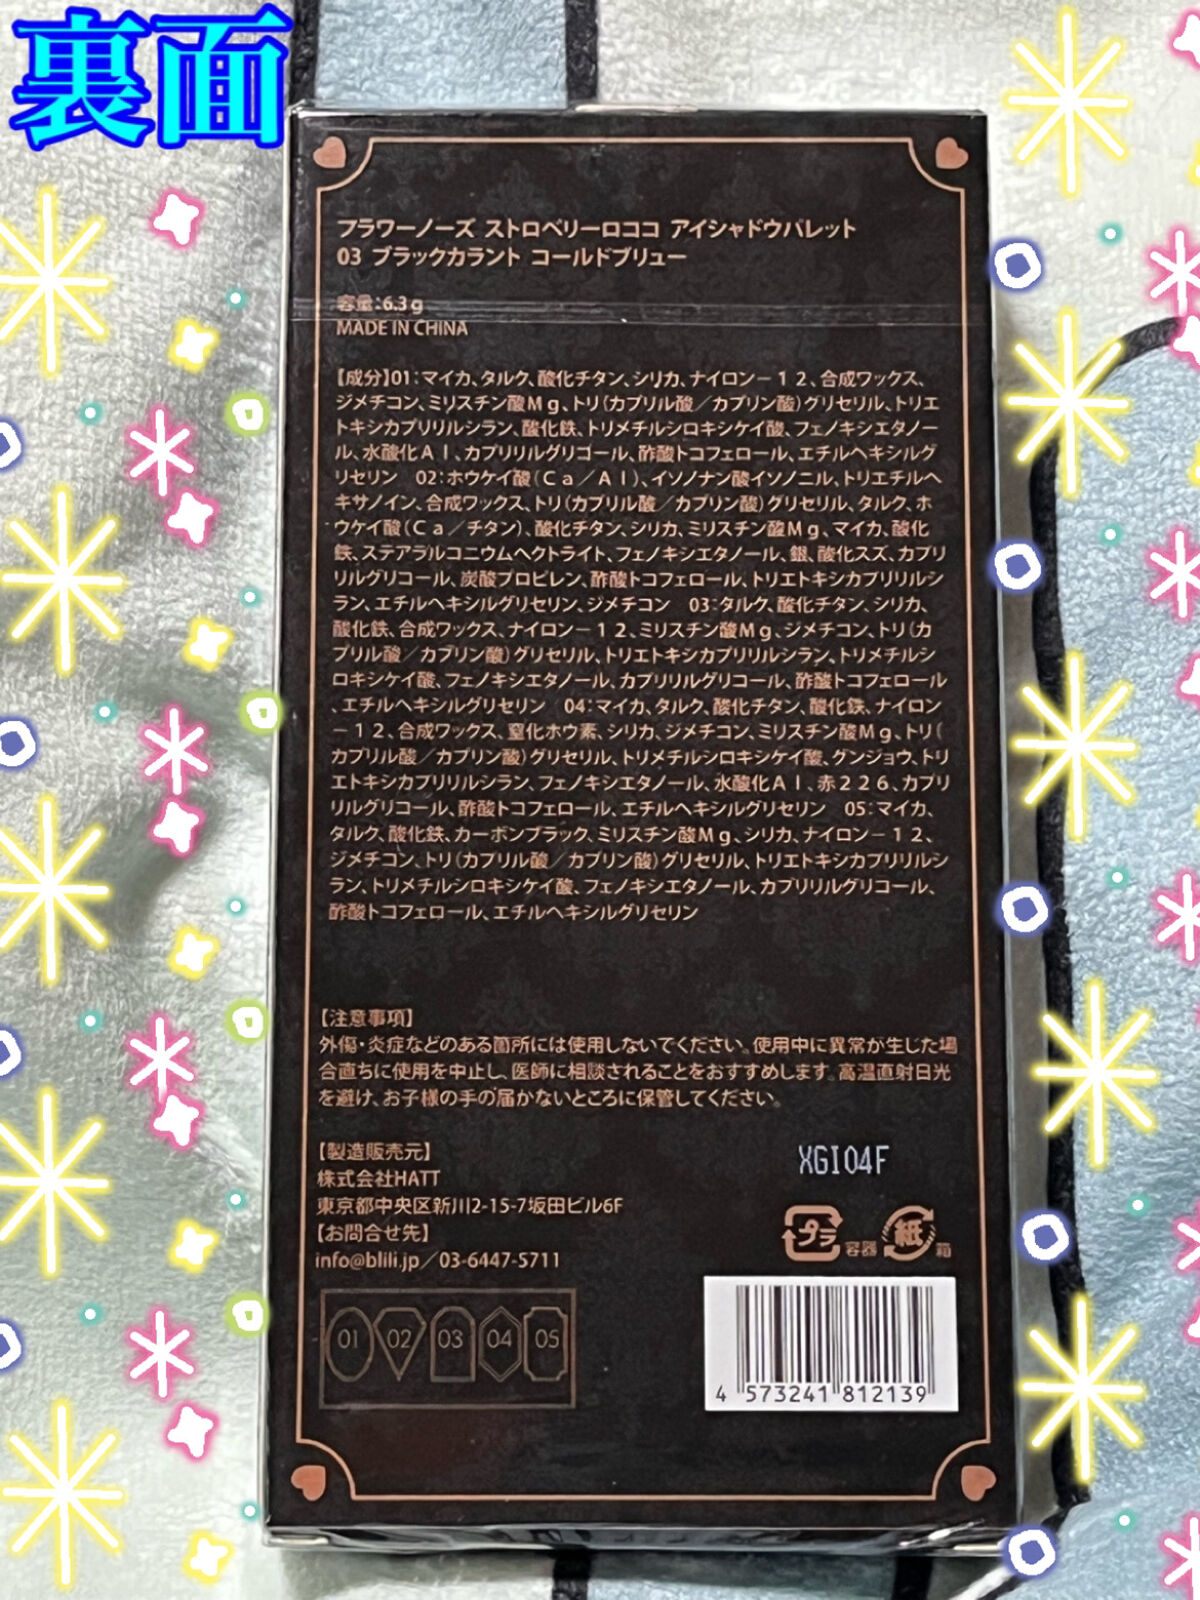 裏面
フラワーノーズ ストロベリーロココ アイシャドウパレット
03 ブラックカラント コールドブリュー
容量:6.3g
MADE IN CHINA
【成分】01:マイカ、タルク、酸化チタン、シリカ、ナイロン－１２、合成ワックス、
ジメチコン、ミリスチン酸Ｍｇ、トリ(カプリル酸／カプリン酸)グリセリル、トリエ
トキシカプリリルシラン、酸化鉄、トリメチルシロキシケイ酸、フェノキシエタノー
ル、水酸化ＡＩ、カプリリルグリコール、酢酸トコフェロール、エチルヘキシルグ
リセリン　02:ホウケイ酸(Ｃａ／ＡＩ)、イソノナン酸イソノニル、トリエチルヘ
キサノイン、合成ワックス、トリ(カプリル酸／カプリン酸)グリセリル、タルク、ホ
ウケイ酸(Ｃａ／チタン)、酸化チタン、シリカ、ミリスチン酸Ｍｇ、マイカ、酸化
鉄、ステアラルコニウムヘクトライト、フェノキシエタノール、銀、酸化スズ、カプリ
リルグリコール、炭酸プロピレン、酢酸トコフェロール、トリエトキシカプリリルシ
ラン、エチルヘキシルグリセリン、ジメチコン　03:タルク、酸化チタン、シリカ、
酸化鉄、合成ワックス、ナイロン－１２、ミリスチン酸Ｍｇ、ジメチコン、トリ(カ
プリル酸／カプリン酸)グリセリル、トリエトキシカプリリルシラン、トリメチルシ
ロキシケイ酸、フェノキシエタノール、カプリリルグリコール、酢酸トコフェロール
、エチルヘキシルグリセリン　04:マイカ、タルク、酸化チタン、酸化鉄、ナイロン
－１２、合成ワックス、窒化ホウ素、シリカ、ジメチコン、ミリスチン酸Ｍｇ、トリ(
カプリル酸／カプリン酸)グリセリル、トリメチルシロキシケイ酸、グンジョウ、トリ
エトキシカプリリルシラン、フェノキシエタノール、水酸化ＡＩ、赤２２６、カプリ
リルグリコール、酢酸トコフェロール、エチルヘキシルグリセリン　05:マイカ、
タルク、酸化鉄、カーボンブラック、ミリスチン酸Ｍｇ、シリカ、ナイロン－１２、
ジメチコン、トリ(カプリル酸／カプリン酸)グリセリル、トリエトキシカプリリルシ
ラン、トリメチルシロキシケイ酸、フェノキシエタノール、カプリリルグリコール、
酢酸トコフェロール、エチルヘキシルグリセリン
【注意事項】
外傷・炎症などのある箇所には使用しないでください。使用中に異常が生じた場
合直ちに使用を中止し、医師に相談されることをおすすめします。高温直射日光
を避け、お子様の手の届かないところに保管してください。
【製造販売元】
株式会社HATT
東京都中央区新川2-15-7坂田ビル6F
【お問合せ先】
info@blili.jp／03-6447-5711
XGI04F
プラ 容器 紙 箱
01 02 03 04 05
4 573241 812139